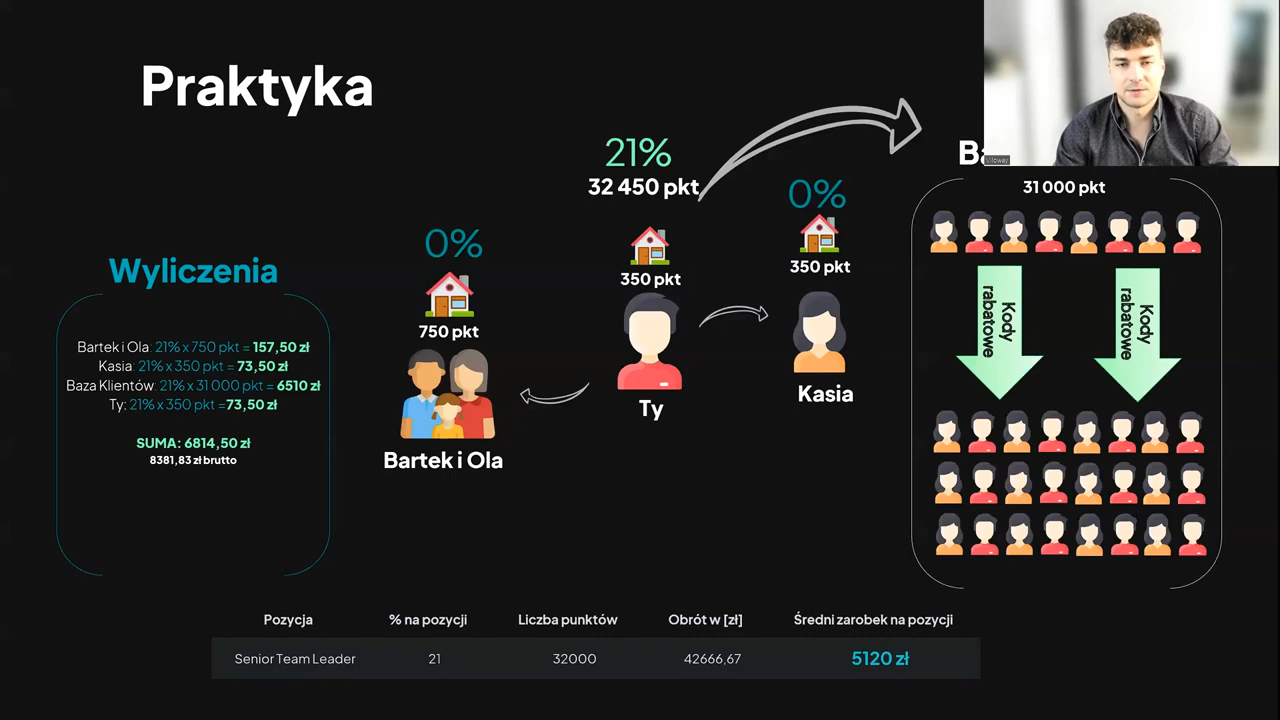 Praktyka
21%
32 450 pkt
0%
350 pkt
31 000 pkt
Viloway
0%
350 pkt
Kody
rabatowe
Kody
rabatowe
Wyliczenia
750 pkt
Bartek i Ola: 21% x 750 pkt = 157,50 zł
Kasia: 21% x 350 pkt = 73,50 zł
Baza Klientów: 21% x 31 000 pkt = 6510 zł
Ty: 21% x 350 pkt =73,50 zł
SUMA: 6814,50 zł
8381,83 zł brutto
Ty
Kasia
Bartek i Ola
Pozycja % na pozycji Liczba punktów Obrót w [zł] Średni zarobek na pozycji
Senior Team Leader 21 32000 42666,67 5120 zł